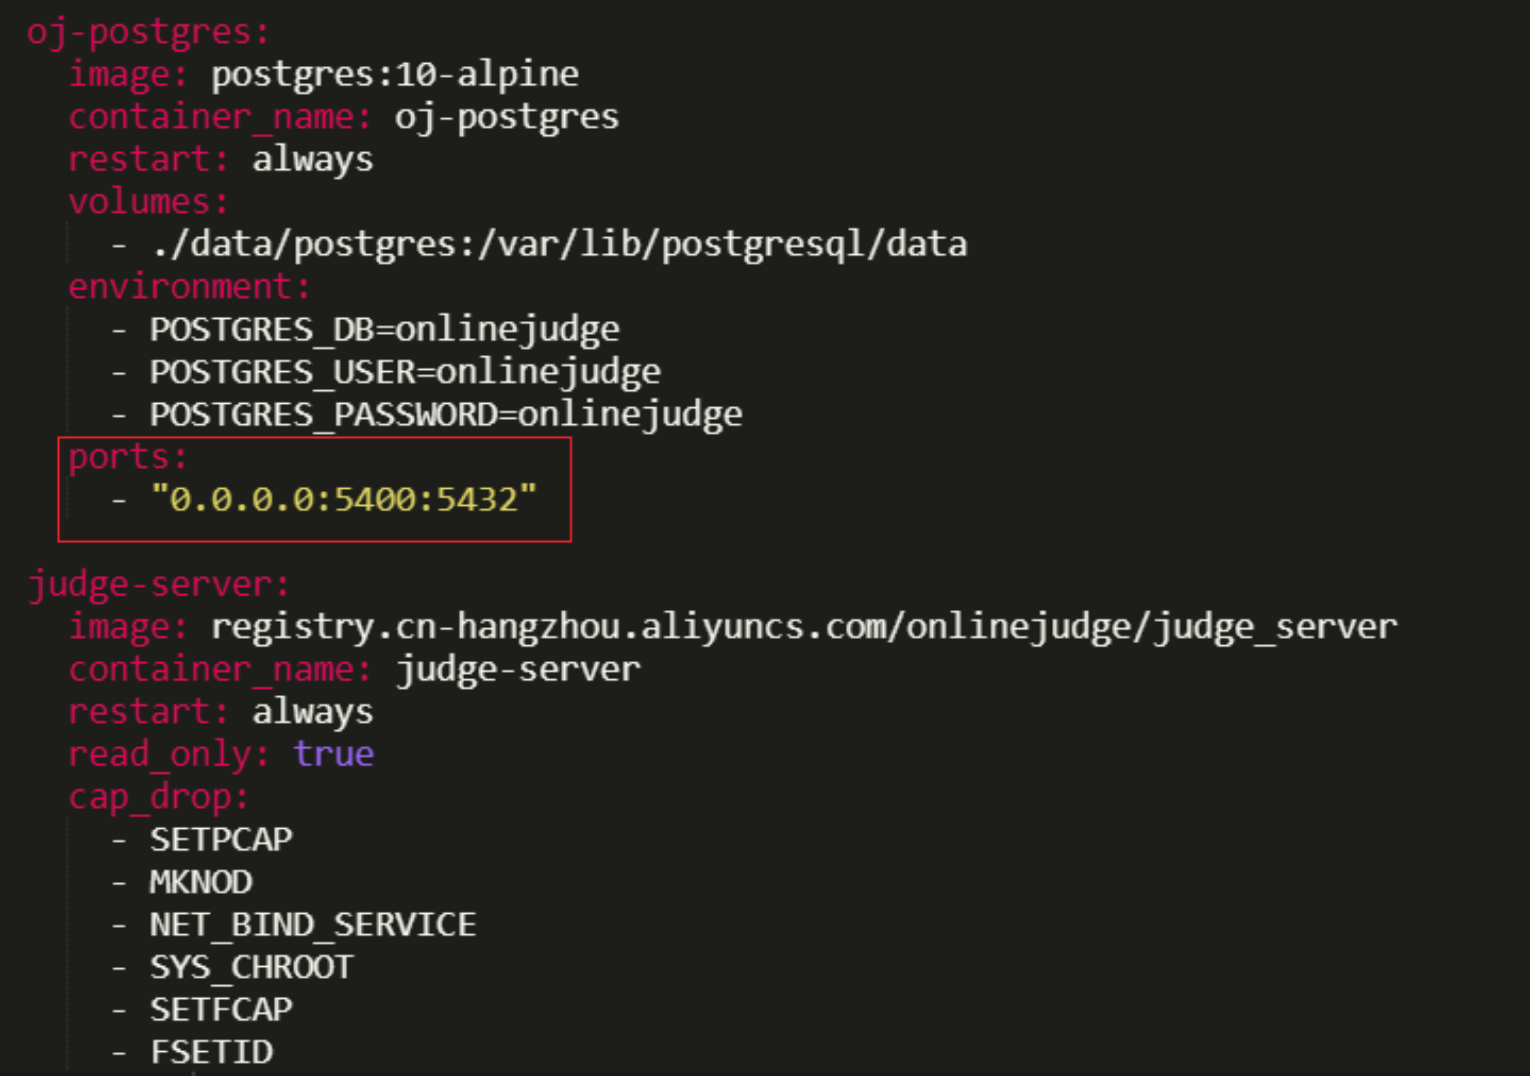 oj-postgres:
  image: postgres:10-alpine
  container_name: oj-postgres
  restart: always
  volumes:
    - ./data/postgres:/var/lib/postgresql/data
  environment:
    - POSTGRES_DB=onlinejudge
    - POSTGRES_USER=onlinejudge
    - POSTGRES_PASSWORD=onlinejudge
  ports:
    - "0.0.0.0:5400:5432"
judge-server:
  image: registry.cn-hangzhou.aliyuncs.com/onlinejudge/judge_server
  container_name: judge-server
  restart: always
  read_only: true
  cap_drop:
    - SETPCAP
    - MKNOD
    - NET_BIND_SERVICE
    - SYS_CHROOT
    - SETFCAP
    - FSETID